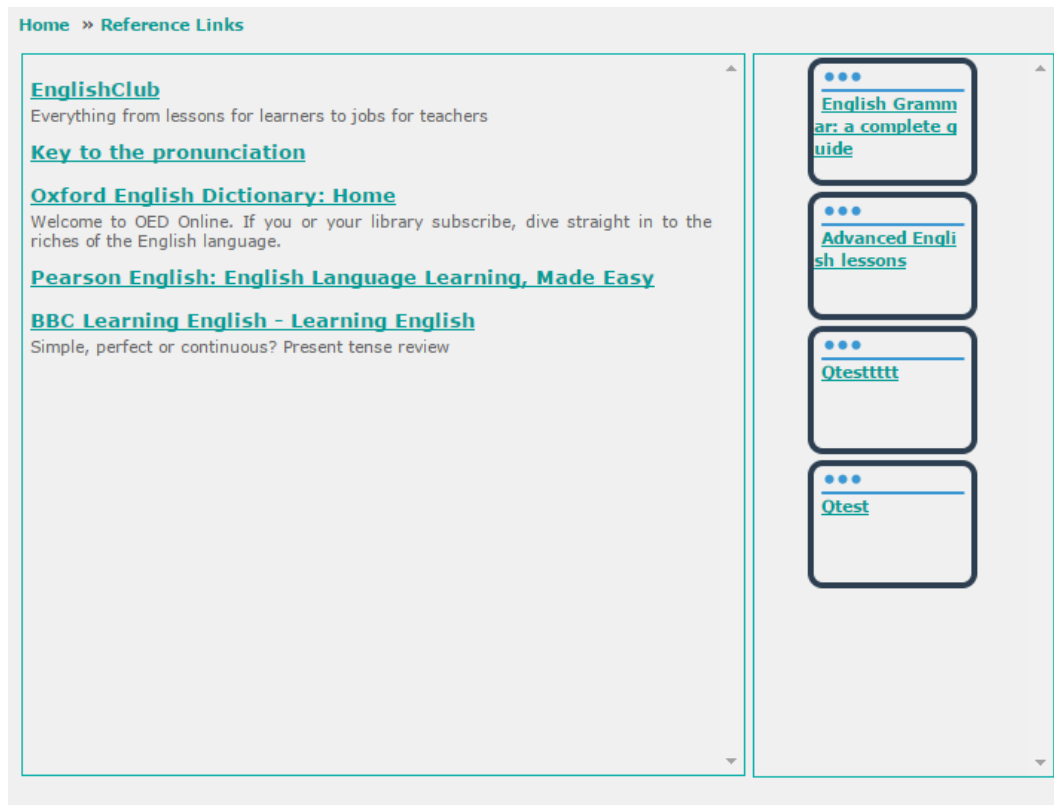 Home » Reference Links
EnglishClub
Everything from lessons for learners to jobs for teachers
Key to the pronunciation
Oxford English Dictionary: Home
Welcome to OED Online. If you or your library subscribe, dive straight in to the
riches of the English language.
Pearson English: English Language Learning, Made Easy
BBC Learning English - Learning English
Simple, perfect or continuous? Present tense review
English Gramm
ar: a complete g
uide
Advanced Engli
sh lessons
Qtesttttt
Qtest